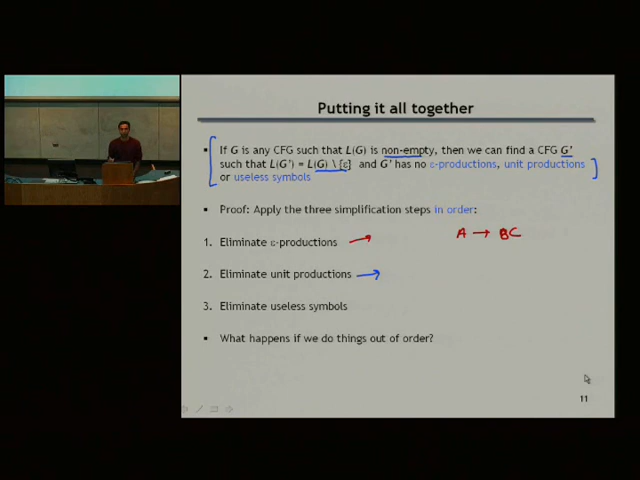 Putting it all together
▪ If G is any CFG such that L(G) is non-empty, then we can find a CFG G'
such that L(G') = L(G) \ {ε} and G' has no ε-productions, unit productions
or useless symbols
▪ Proof: Apply the three simplification steps in order:
1. Eliminate ε-productions
A → BC
2. Eliminate unit productions
3. Eliminate useless symbols
▪ What happens if we do things out of order?
11